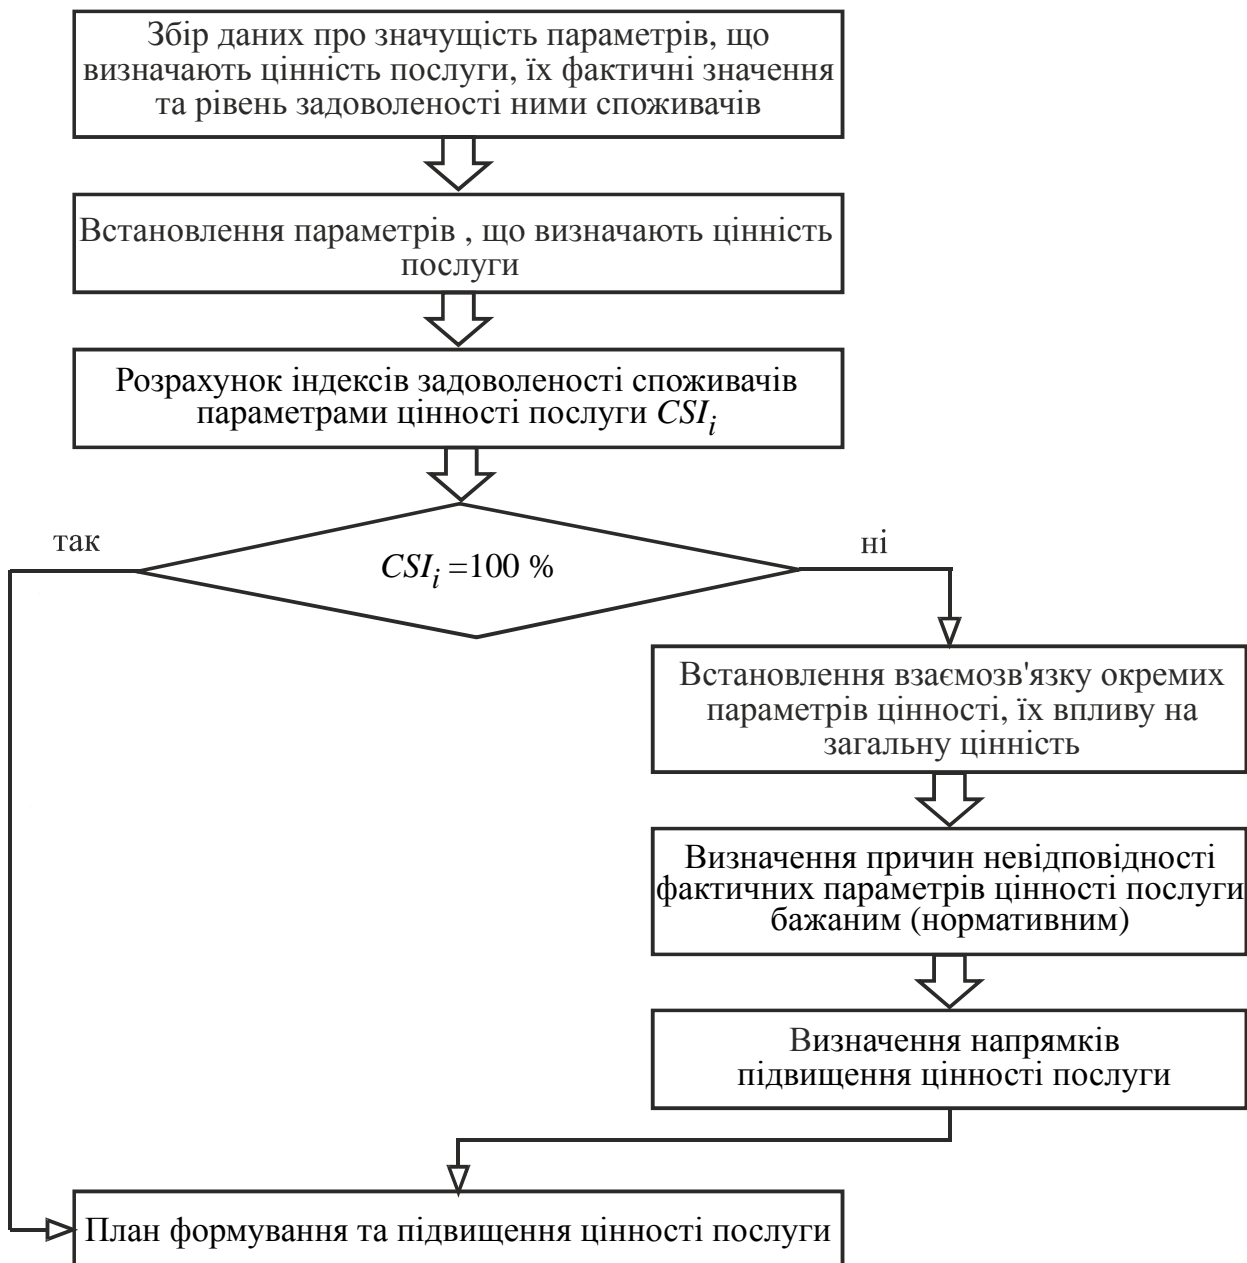 Збір даних про значущість параметрів, що
визначають цінність послуги, їх фактичні значення
та рівень задоволеності ними споживачів
Встановлення параметрів , що визначають цінність
послуги
Розрахунок індексів задоволеності споживачів
параметрами цінності послуги CSIi
так
CSIi =100 %
ні
Встановлення взаємозв'язку окремих
параметрів цінності, їх впливу на
загальну цінність
Визначення причин невідповідності
фактичних параметрів цінності послуги
бажаним (нормативним)
Визначення напрямків
підвищення цінності послуги
План формування та підвищення цінності послуги